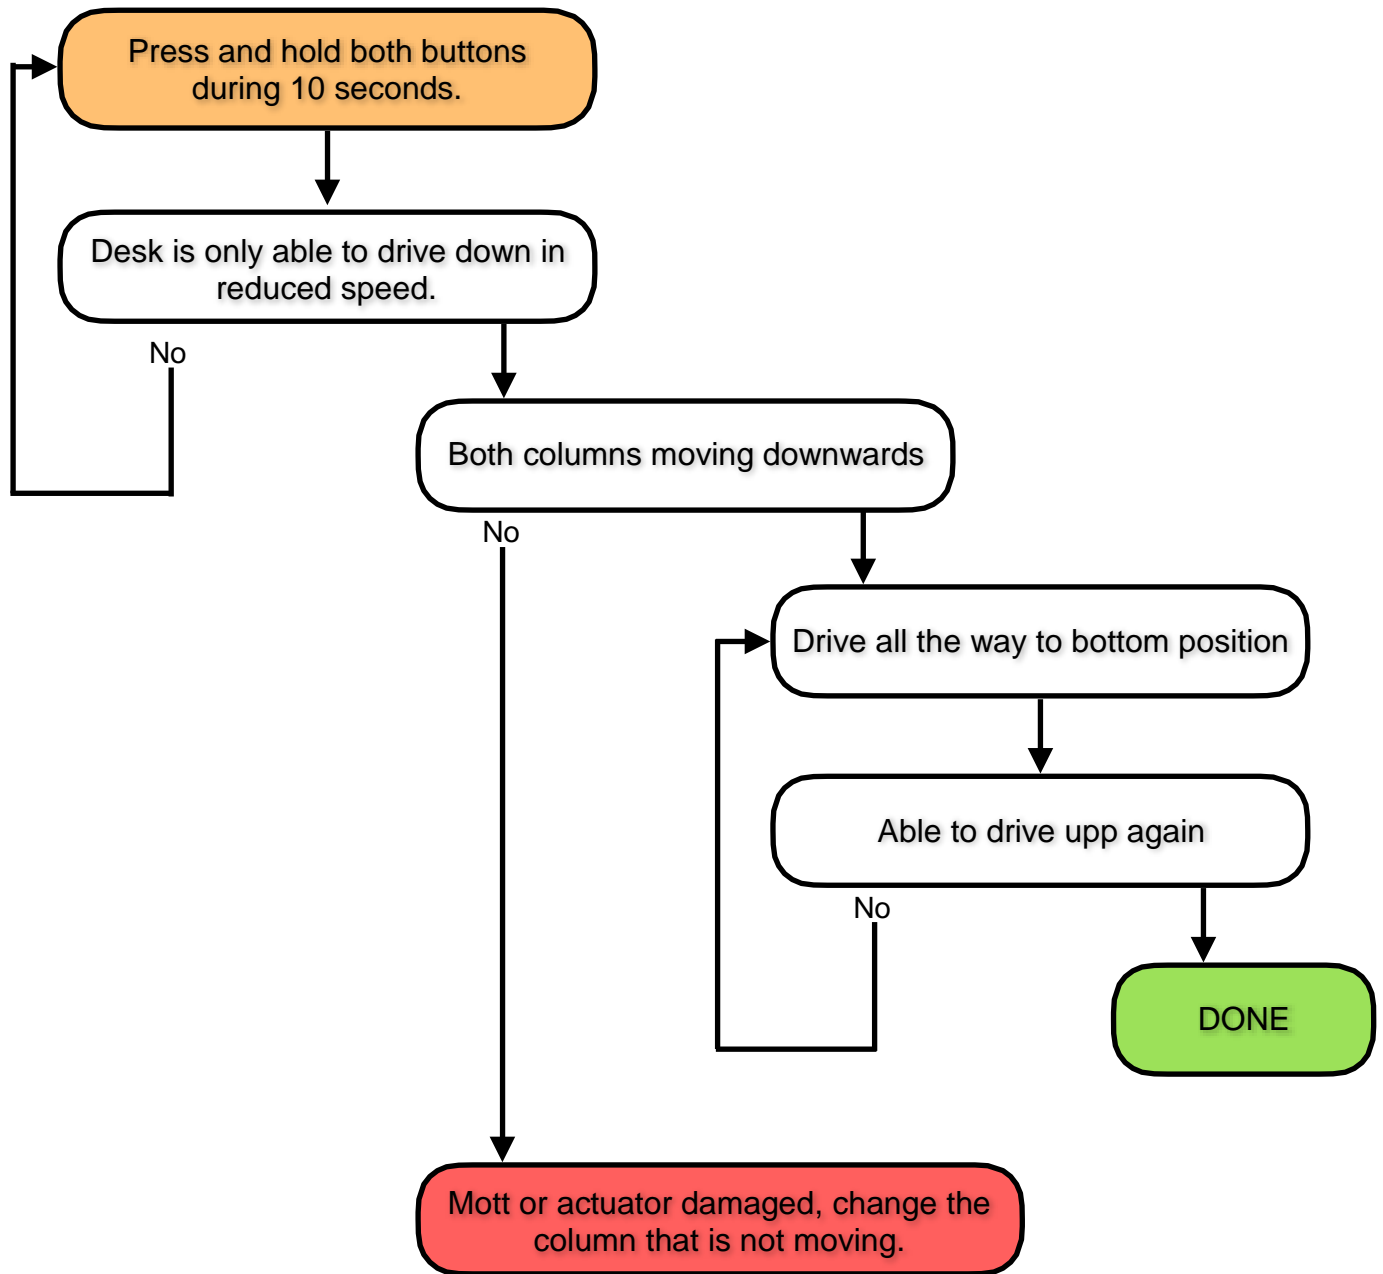 Press and hold both buttons
during 10 seconds.
Desk is only able to drive down in
reduced speed.
No
Both columns moving downwards
No
Drive all the way to bottom position
Able to drive upp again
No
DONE
Mott or actuator damaged, change the
column that is not moving.